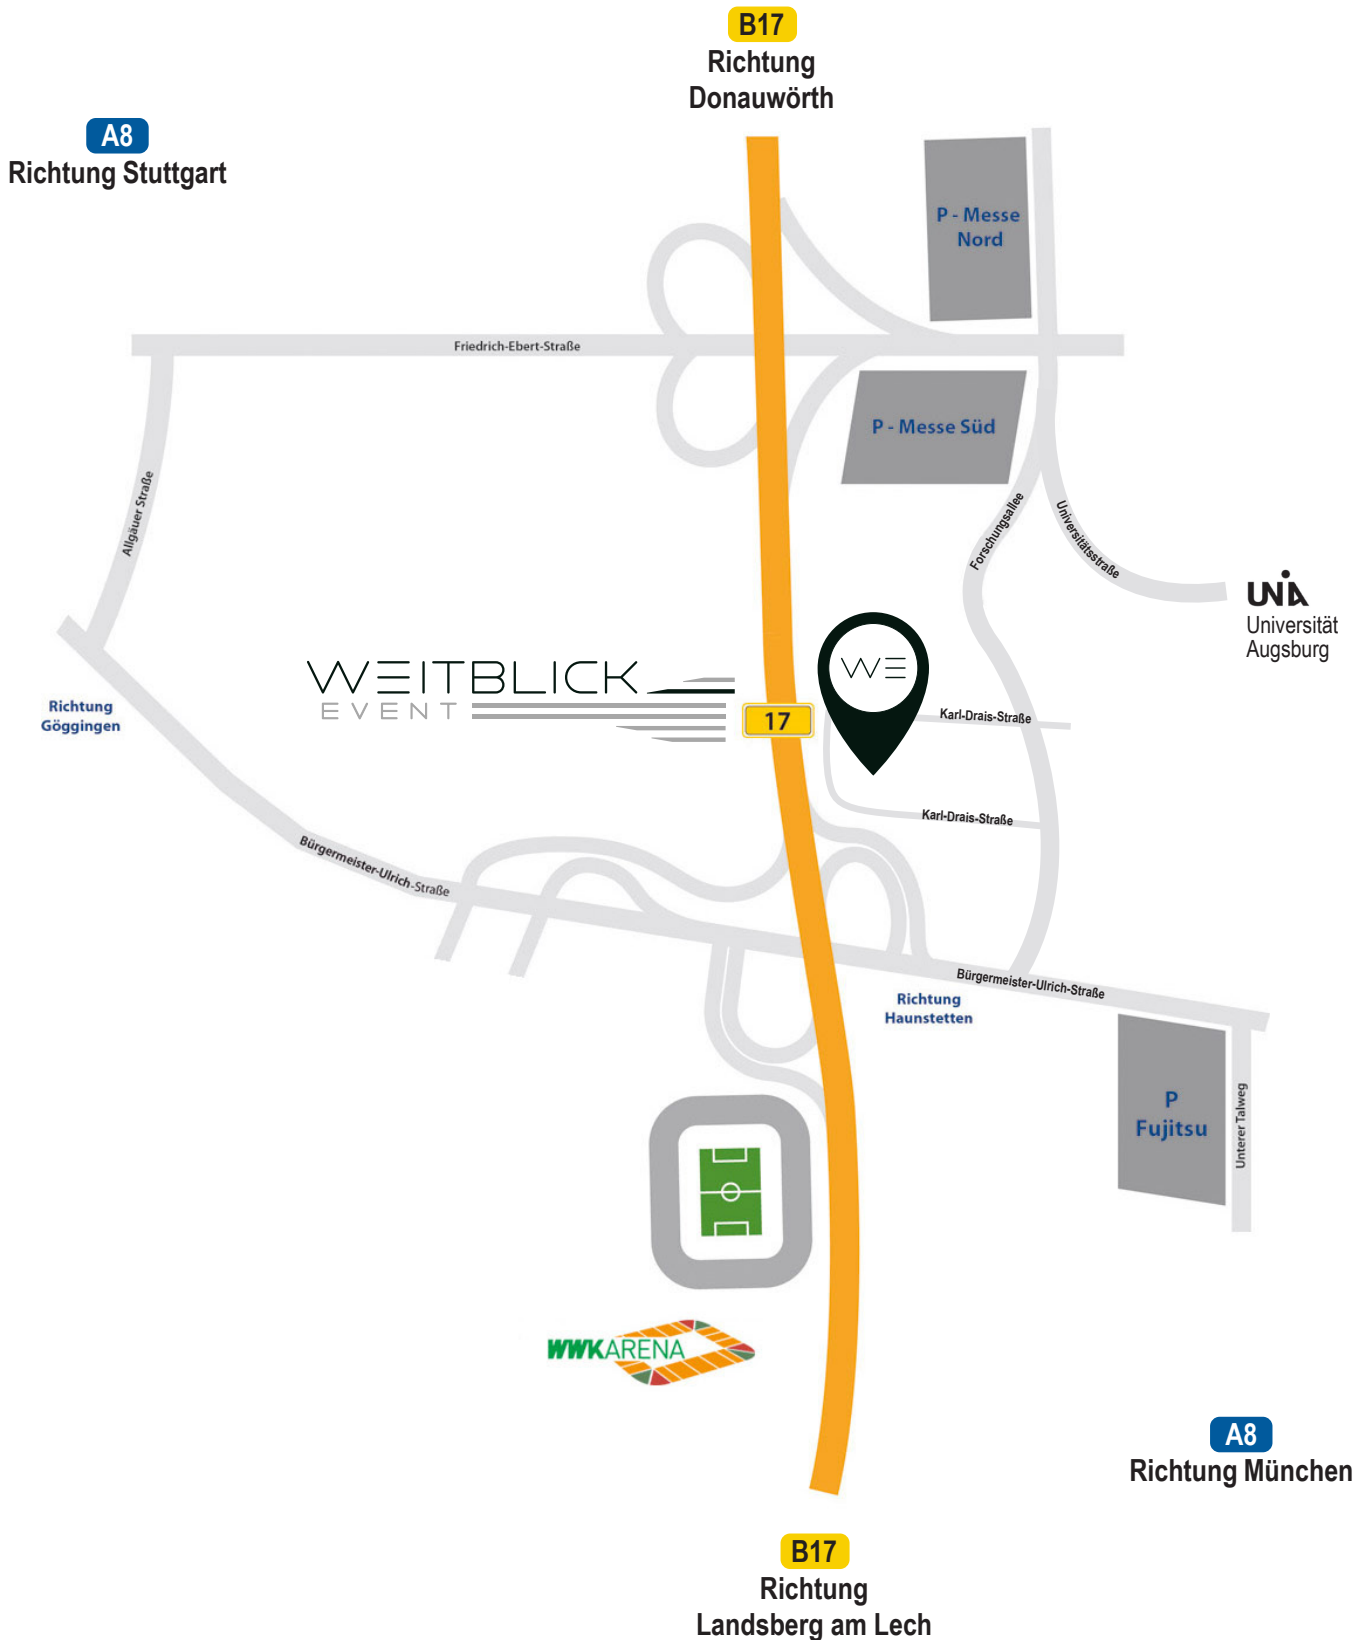 B17
Richtung
Donauwörth
A8
Richtung Stuttgart
P - Messe
Nord
Friedrich-Ebert-Straße
P - Messe Süd
Allgäuer Straße
Forschungsallee
Universitätsstraße
UNIA
Universität
Augsburg
WEITBLICK
EVENT
WE
17
Richtung
Göggingen
Karl-Drais-Straße
Karl-Drais-Straße
Bürgermeister-Ulrich-Straße
Bürgermeister-Ulrich-Straße
Richtung
Haunstetten
P
Fujitsu
Unterer Talweg
WWKARENA
A8
Richtung München
B17
Richtung
Landsberg am Lech